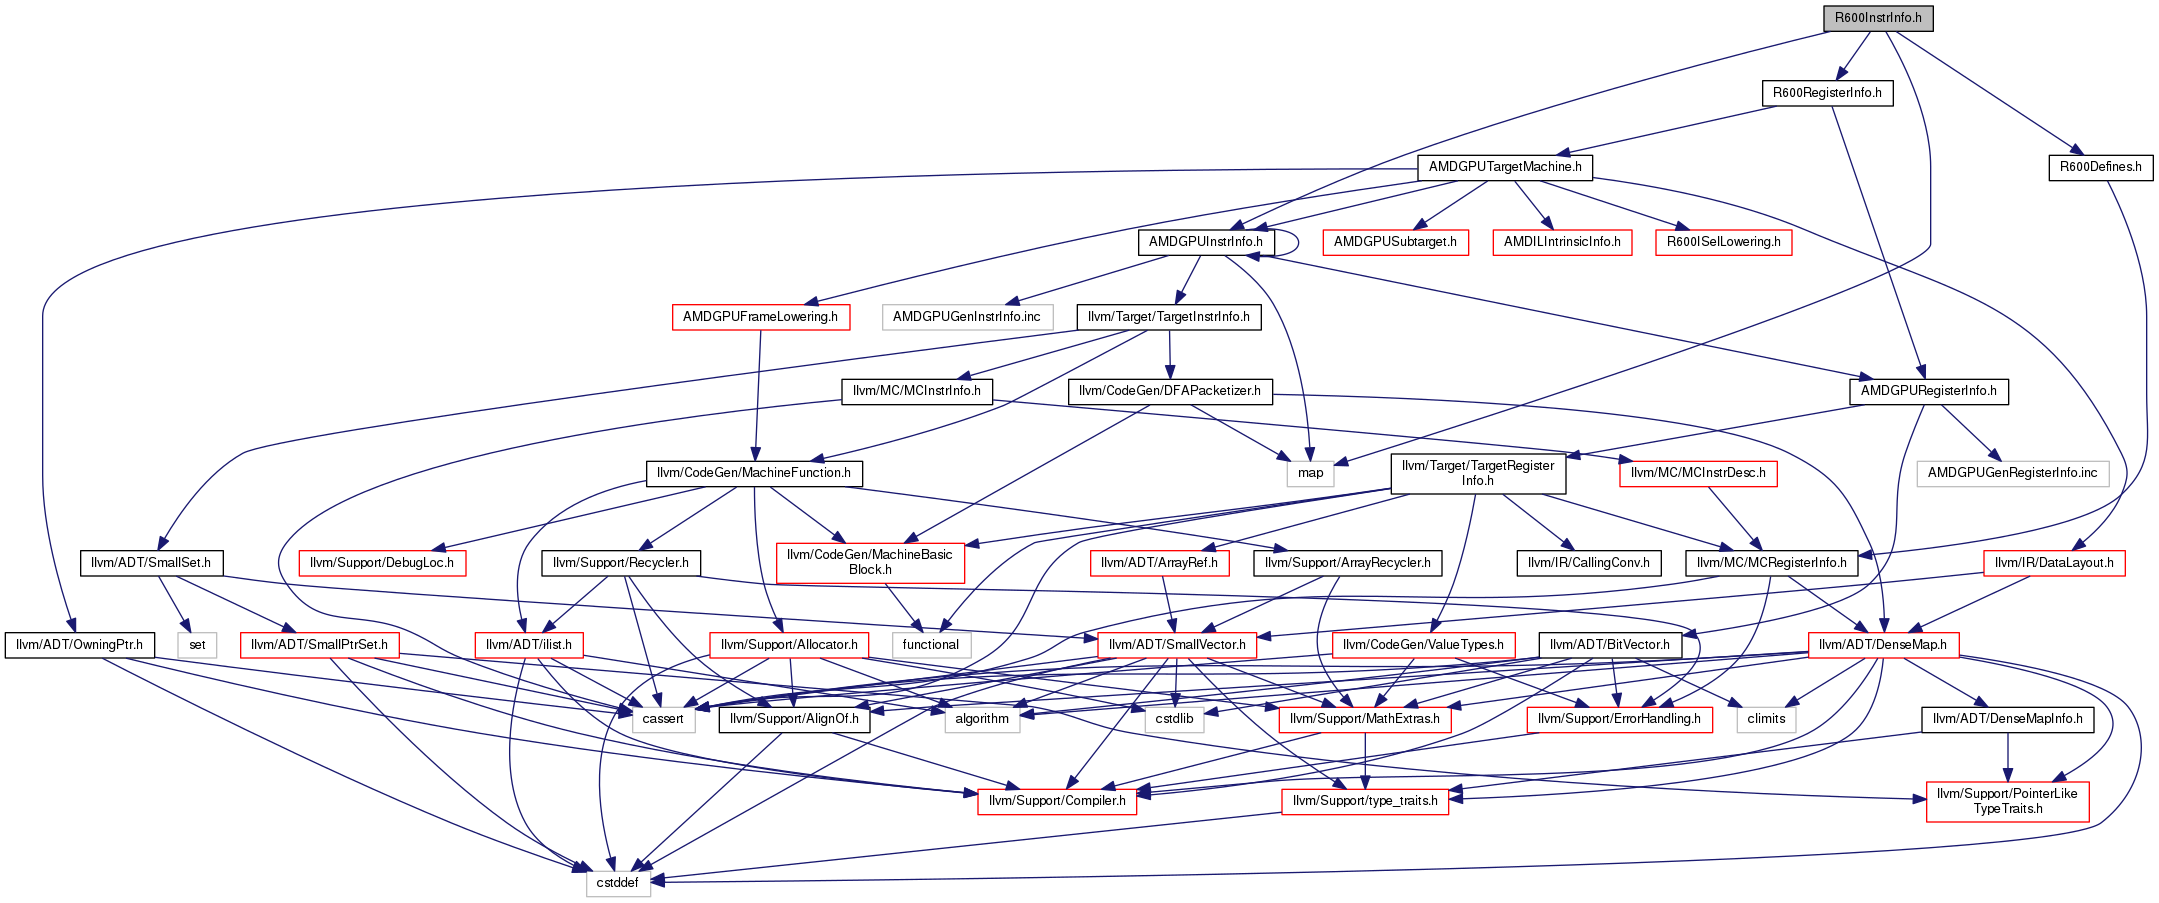 R600InstrInfo.h
R600RegisterInfo.h
AMDGPUTargetMachine.h
R600Defines.h
AMDGPUInstrInfo.h
AMDGPUSubtarget.h
AMDILIntrinsicInfo.h
R600ISelLowering.h
AMDGPUFrameLowering.h
AMDGPUGenInstrInfo.inc
llvm/Target/TargetInstrInfo.h
llvm/MC/MCInstrInfo.h
llvm/CodeGen/DFAPacketizer.h
AMDGPURegisterInfo.h
llvm/CodeGen/MachineFunction.h
map
llvm/Target/TargetRegister
Info.h
llvm/MC/MCInstrDesc.h
AMDGPUGenRegisterInfo.inc
llvm/ADT/SmallSet.h
llvm/Support/DebugLoc.h
llvm/Support/Recycler.h
llvm/CodeGen/MachineBasic
Block.h
llvm/ADT/ArrayRef.h
llvm/Support/ArrayRecycler.h
llvm/IR/CallingConv.h
llvm/MC/MCRegisterInfo.h
llvm/IR/DataLayout.h
llvm/ADT/OwningPtr.h
set
llvm/ADT/SmallPtrSet.h
llvm/ADT/ilist.h
llvm/Support/Allocator.h
functional
llvm/ADT/SmallVector.h
llvm/CodeGen/ValueTypes.h
llvm/ADT/BitVector.h
llvm/ADT/DenseMap.h
cassert
llvm/Support/AlignOf.h
algorithm
cstdlib
llvm/Support/MathExtras.h
llvm/Support/ErrorHandling.h
climits
llvm/ADT/DenseMapInfo.h
llvm/Support/Compiler.h
llvm/Support/type_traits.h
llvm/Support/PointerLike
TypeTraits.h
cstddef